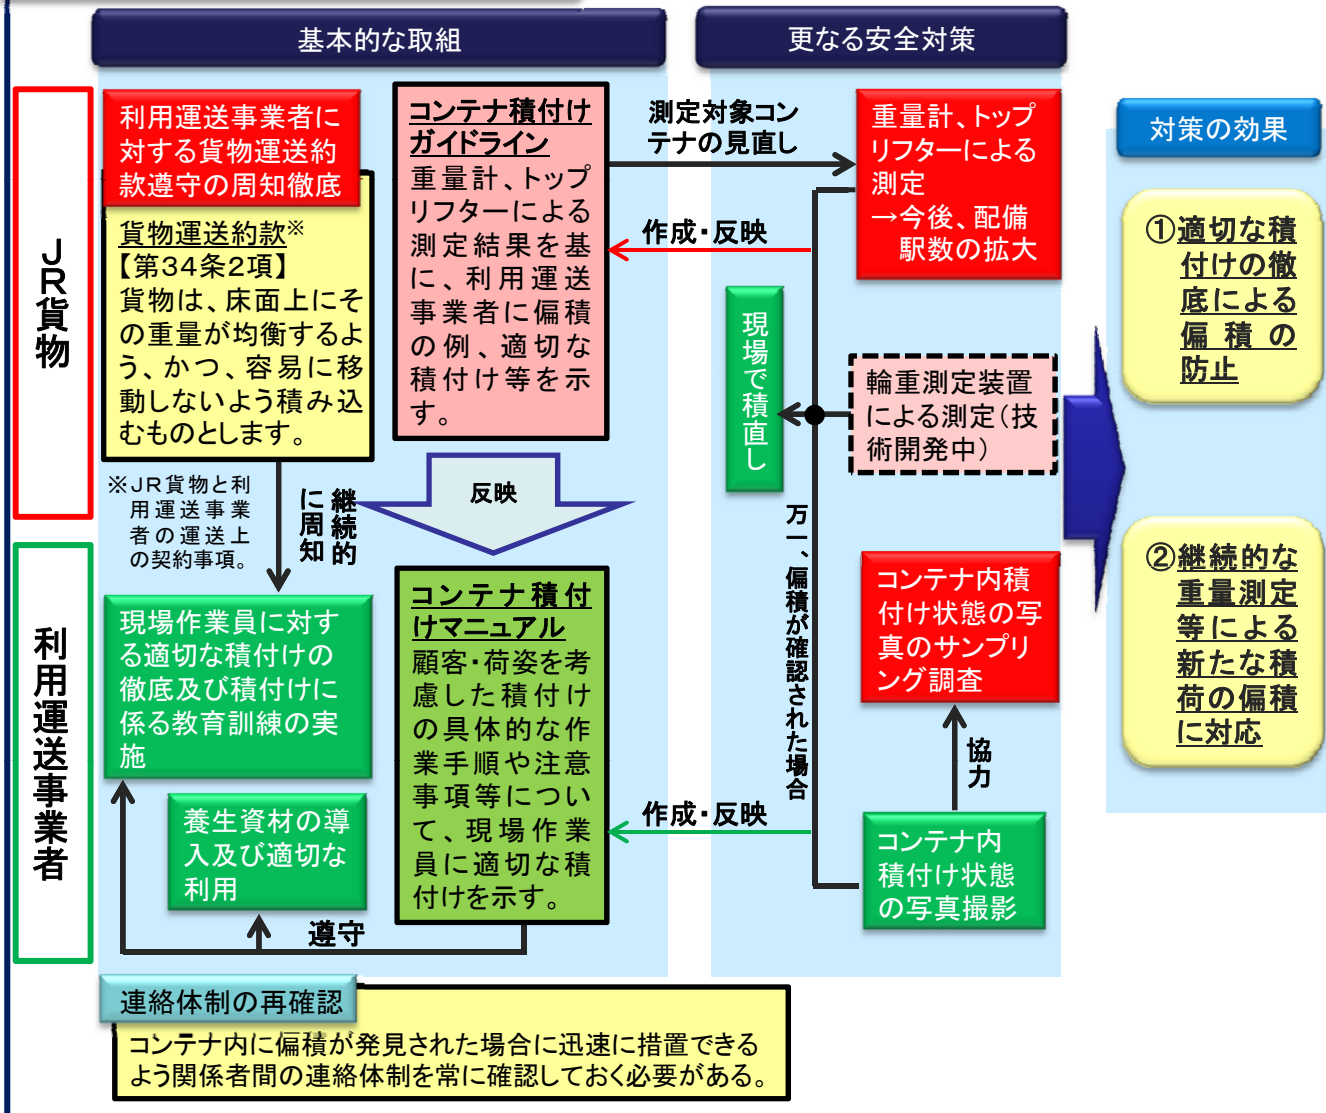 基本的な取組
更なる安全対策
対策の効果
JR貨物
利用運送事業者
利用運送事業者に
対する貨物運送約
款遵守の周知徹底
貨物運送約款※
【第34条2項】
貨物は、床面上にそ
の重量が均衡するよ
う、かつ、容易に移
動しないよう積み込
むものとします。
※JR貨物と利
用運送事業
者の運送上
の契約事項。
継続的
に周知
コンテナ積付け
ガイドライン
重量計、トップ
リフターによる
測定結果を基
に、利用運送
事業者に偏積
の例、適切な
積付け等を示
す。
反映
コンテナ積付
けマニュアル
顧客・荷姿を考
慮した積付け
の具体的な作
業手順や注意
事項等につい
て、現場作業
員に適切な積
付けを示す。
現場作業員に対す
る適切な積付けの
徹底及び積付けに
係る教育訓練の実
施
養生資材の導
入及び適切な
利用
遵守
測定対象コン
テナの見直し
作成・反映
重量計、トップ
リフターによる
測定
→今後、配備
駅数の拡大
現場で積直し
輪重測定装置
による測定(技
術開発中)
万一、偏積が確認された場合
コンテナ内積
付け状態の写
真のサンプリ
ング調査
協力
作成・反映
コンテナ内
積付け状態
の写真撮影
①適切な積
付けの徹
底による
偏積の
防止
②継続的な
重量測定
等による
新たな積
荷の偏積
に対応
連絡体制の再確認
コンテナ内に偏積が発見された場合に迅速に措置できる
よう関係者間の連絡体制を常に確認しておく必要がある。